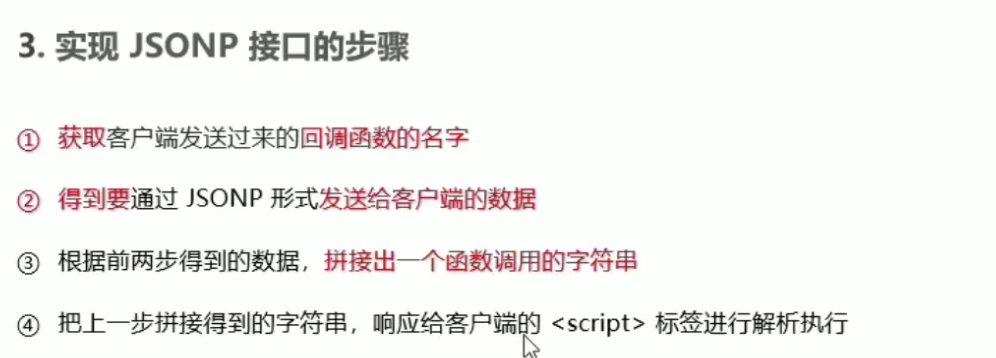 3. 实现 JSONP 接口的步骤
① 获取客户端发送过来的回调函数的名字
② 得到要通过 JSONP 形式发送给客户端的数据
③ 根据前两步得到的数据，拼接出一个函数调用的字符串
④ 把上一步拼接得到的字符串，响应给客户端的 <script> 标签进行解析执行